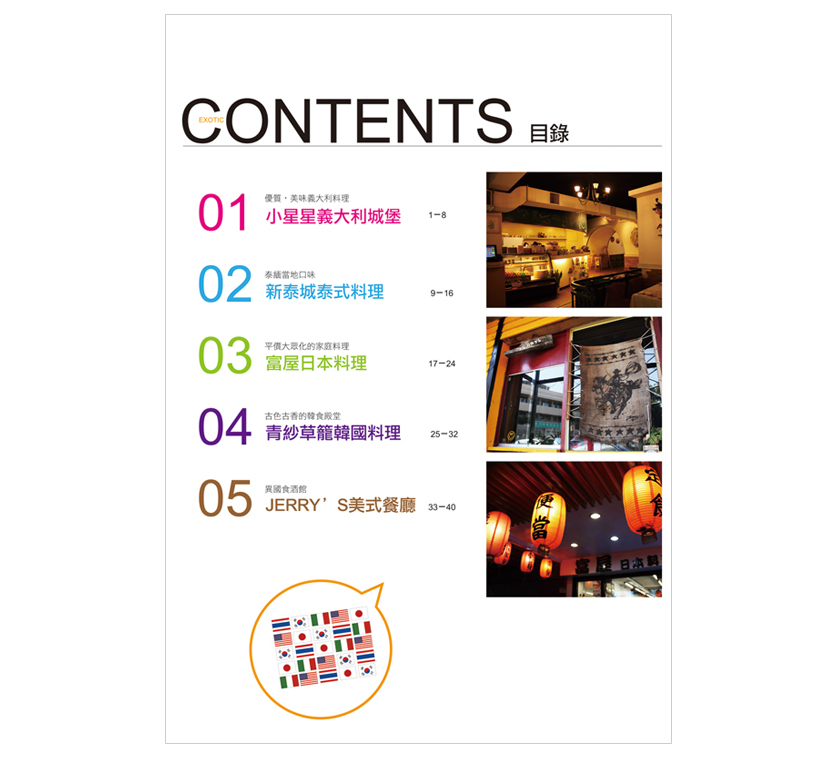 CONTENTS 目錄
EXOTIC
01
優質・美味義大利料理
小星星義大利城堡
1－8
02
泰緬當地口味
新泰城泰式料理
9－16
03
平價大眾化的家庭料理
富屋日本料理
17－24
04
古色古香的韓食殿堂
青紗草籠韓國料理
25－32
05
異國食酒館
JERRY’S美式餐廳
33－40
便當
定食
富屋 日本料